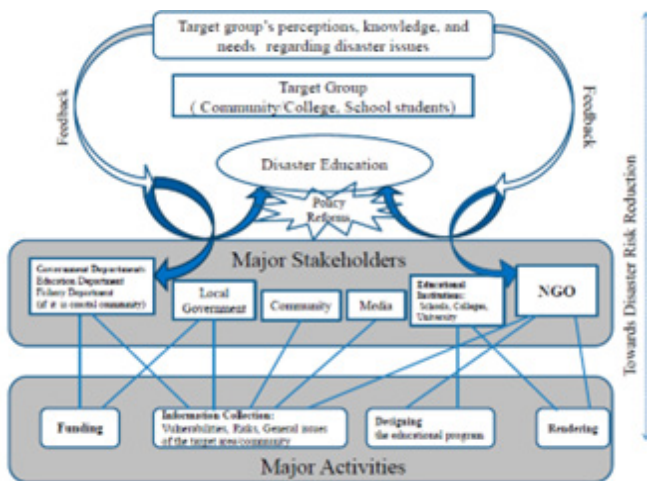 Target group's perceptions, knowledge, and
needs regarding disaster issues
Target Group
( Community/College, School students)
Feedback
Feedback
Disaster Education
Policy
Reforms
Towards Disaster Risk Reduction
Major Stakeholders
Government Department:
Education Department
Fishery Department
(if it is coastal community)
Local
Government
Community
Media
Educational
Institutions:
Schools, Colleges,
University
NGO
Funding
Information Collection:
Vulnerabilities, Risks, General issues
of the target area/community
Designing
the educational program
Rendering
Major Activities